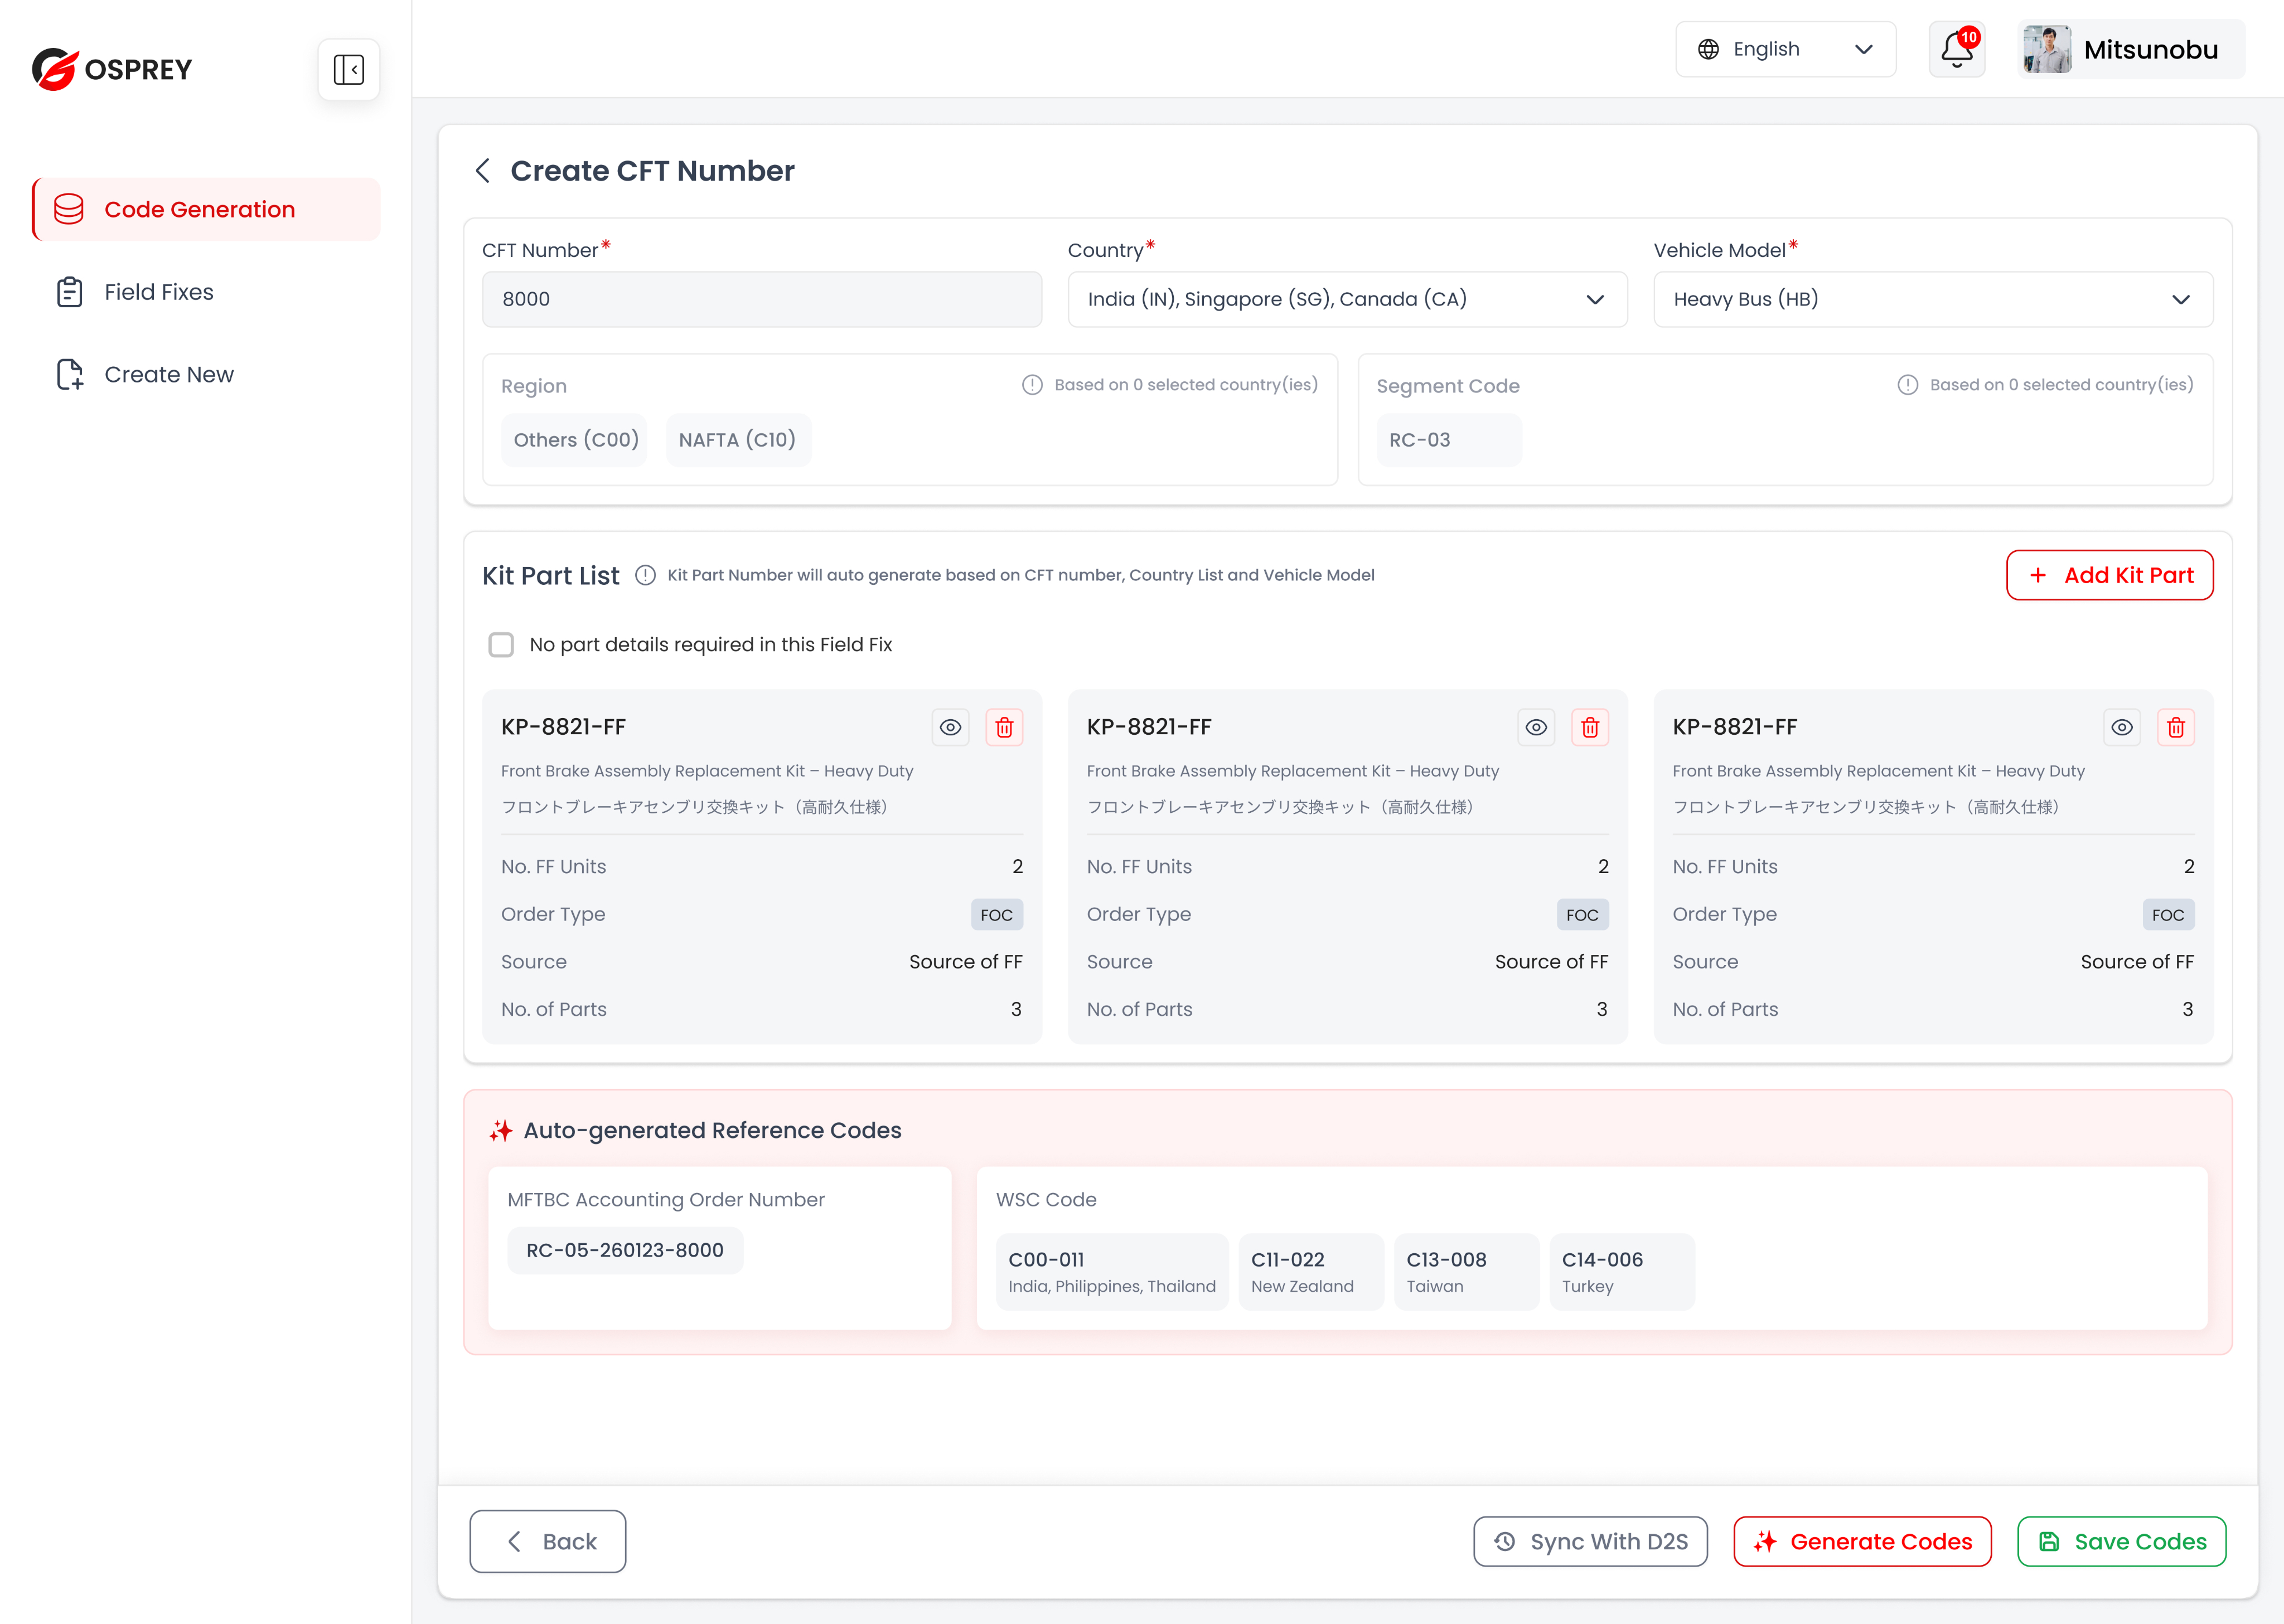 OSPREY
English
10
Mitsunobu
Code Generation
Field Fixes
Create New
Create CFT Number
CFT Number*
Country*
Vehicle Model*
8000
India (IN), Singapore (SG), Canada (CA)
Heavy Bus (HB)
Region
Based on 0 selected country(ies)
Others (C00)
NAFTA (C10)
Segment Code
Based on 0 selected country(ies)
RC-03
Kit Part List
Kit Part Number will auto generate based on CFT number, Country List and Vehicle Model
Add Kit Part
No part details required in this Field Fix
KP-8821-FF
Front Brake Assembly Replacement Kit – Heavy Duty
フロントブレーキアセンブリ交換キット（高耐久仕様）
No. FF Units 2
Order Type FOC
Source Source of FF
No. of Parts 3
KP-8821-FF
Front Brake Assembly Replacement Kit – Heavy Duty
フロントブレーキアセンブリ交換キット（高耐久仕様）
No. FF Units 2
Order Type FOC
Source Source of FF
No. of Parts 3
KP-8821-FF
Front Brake Assembly Replacement Kit – Heavy Duty
フロントブレーキアセンブリ交換キット（高耐久仕様）
No. FF Units 2
Order Type FOC
Source Source of FF
No. of Parts 3
Auto-generated Reference Codes
MFTBC Accounting Order Number
RC-05-260123-8000
WSC Code
C00-011
India, Philippines, Thailand
C11-022
New Zealand
C13-008
Taiwan
C14-006
Turkey
Back
Sync With D2S
Generate Codes
Save Codes